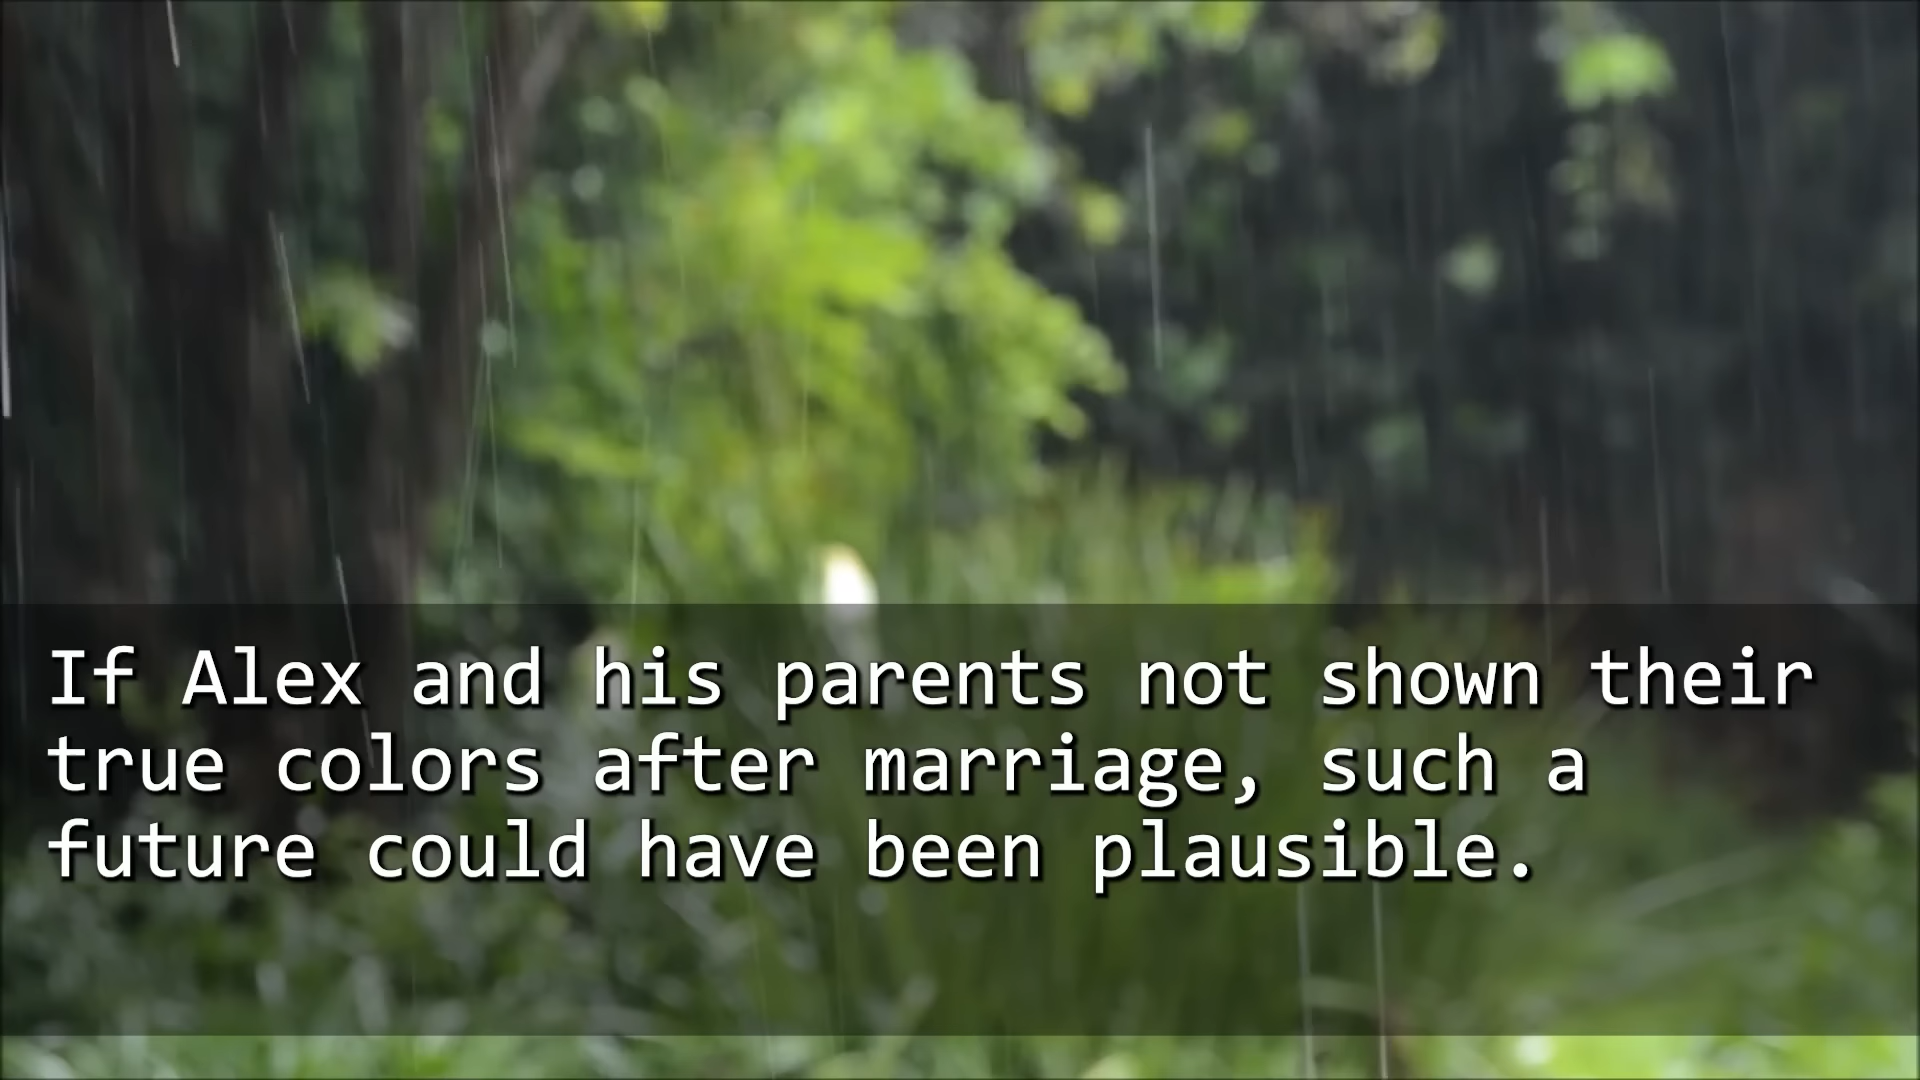 If Alex and his parents not shown their
true colors after marriage, such a
future could have been plausible.